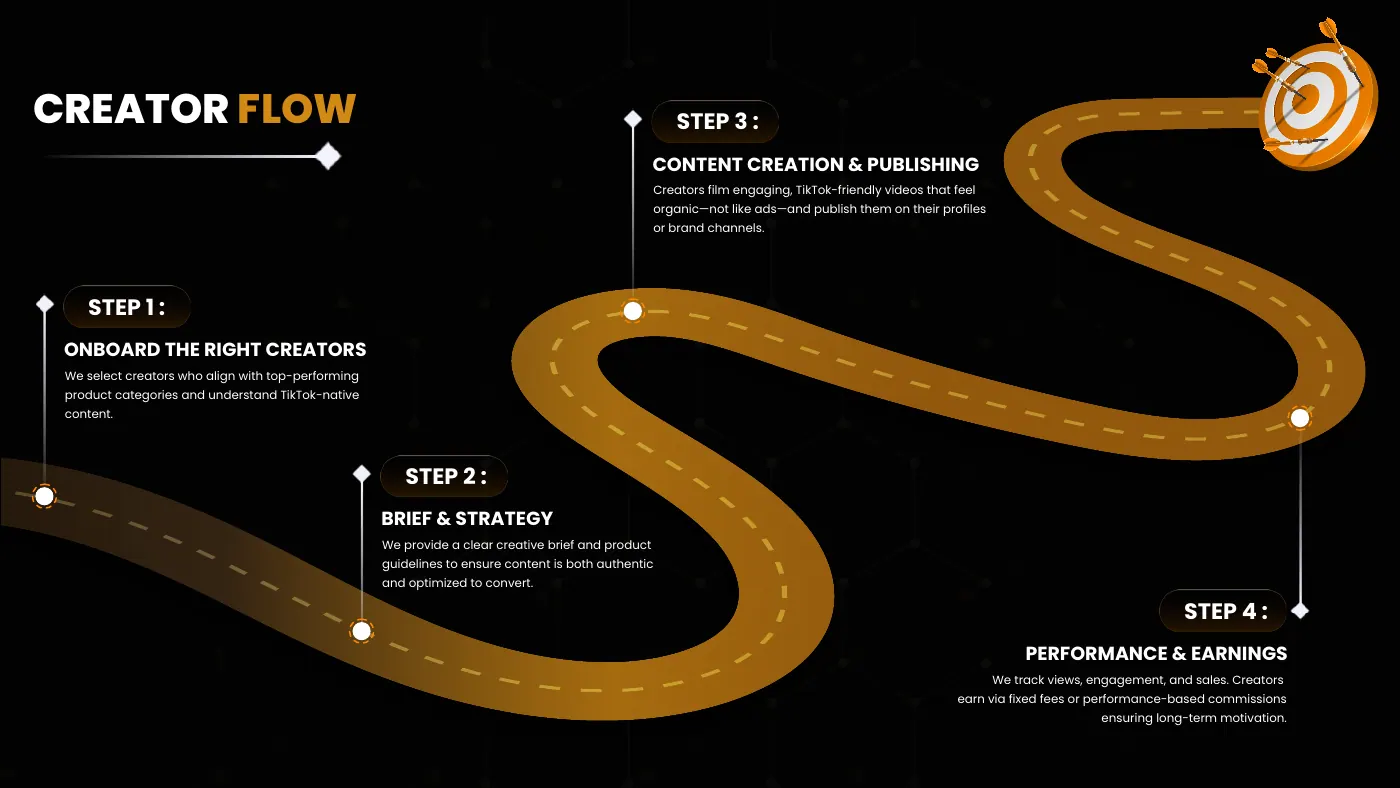 CREATOR FLOW
STEP 1 :
ONBOARD THE RIGHT CREATORS
We select creators who align with top-performing
product categories and understand TikTok-native
content.
STEP 2 :
BRIEF & STRATEGY
We provide a clear creative brief and product
guidelines to ensure content is both authentic
and optimized to convert.
STEP 3 :
CONTENT CREATION & PUBLISHING
Creators film engaging, TikTok-friendly videos that feel
organic—not like ads—and publish them on their profiles
or brand channels.
STEP 4 :
PERFORMANCE & EARNINGS
We track views, engagement, and sales. Creators
earn via fixed fees or performance-based commissions
ensuring long-term motivation.